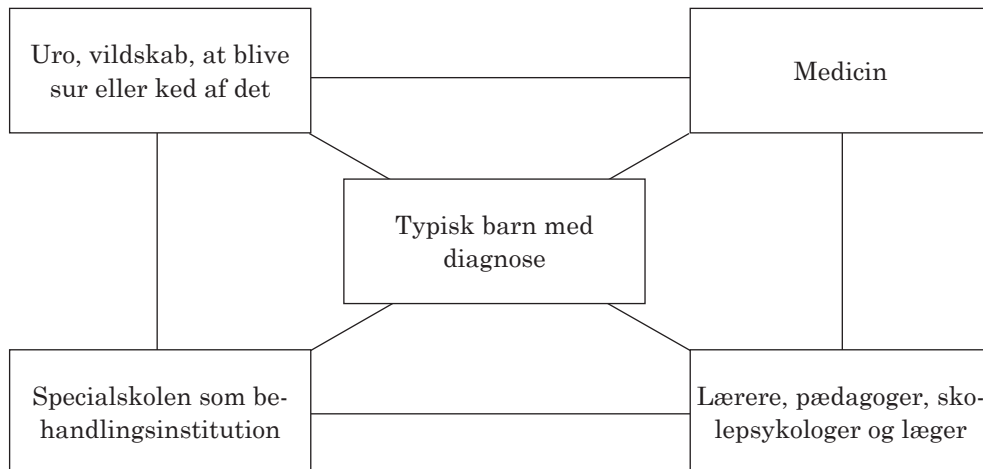 Uro, vildskab, at blive
sur eller ked af det
Medicin
Typisk barn med
diagnose
Specialskolen som be-
handlingsinstitution
Lærere, pædagoger, sko-
lepsykologer og læger